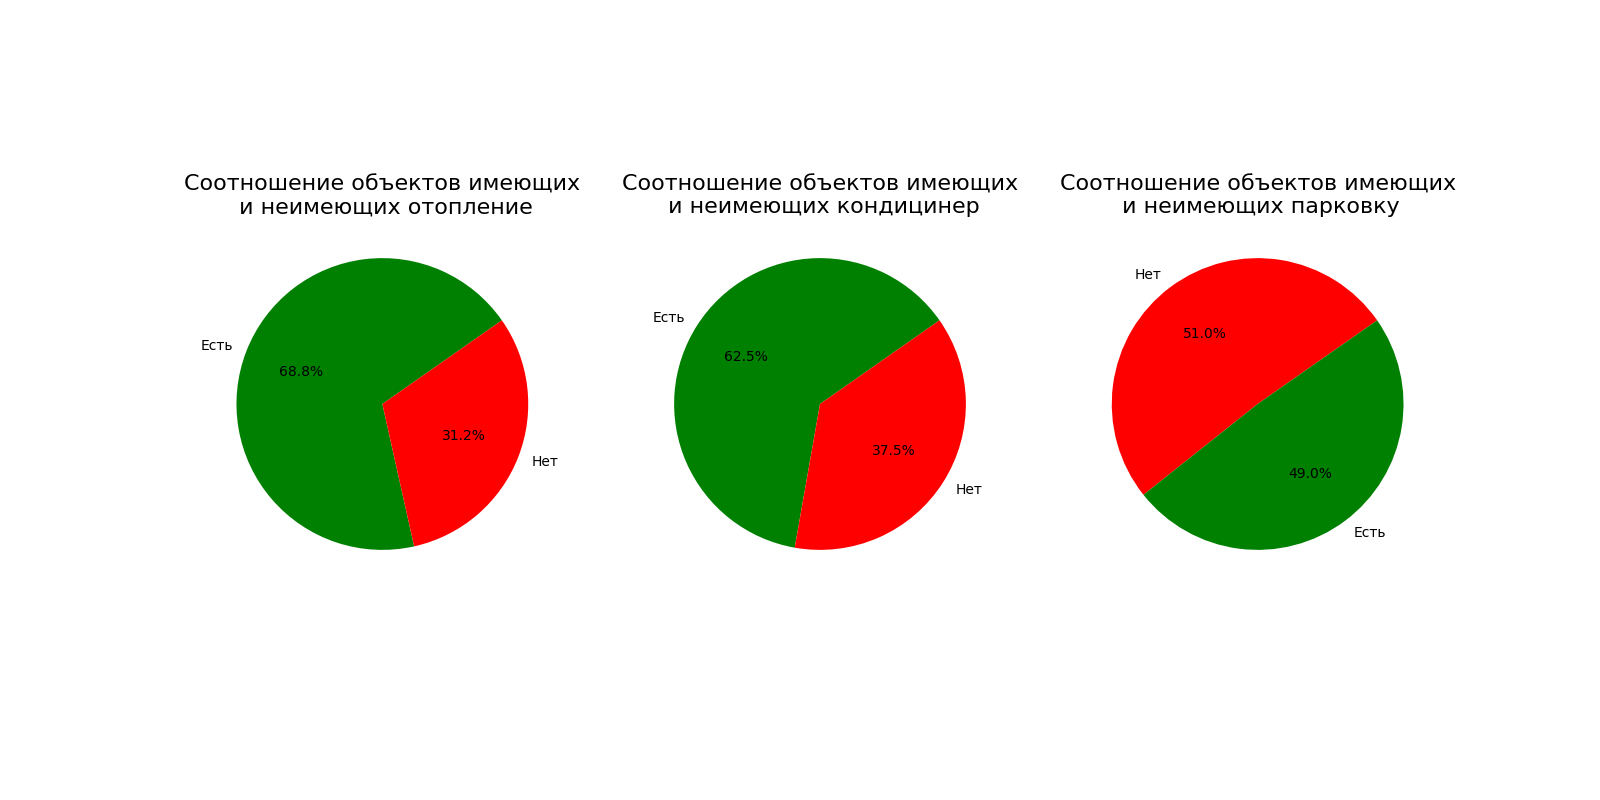 Соотношение объектов имеющих
и неимеющих отопление
Есть
68.8%
31.2%
Нет
Соотношение объектов имеющих
и неимеющих кондицинер
Есть
62.5%
37.5%
Нет
Соотношение объектов имеющих
и неимеющих парковку
Нет
51.0%
49.0%
Есть